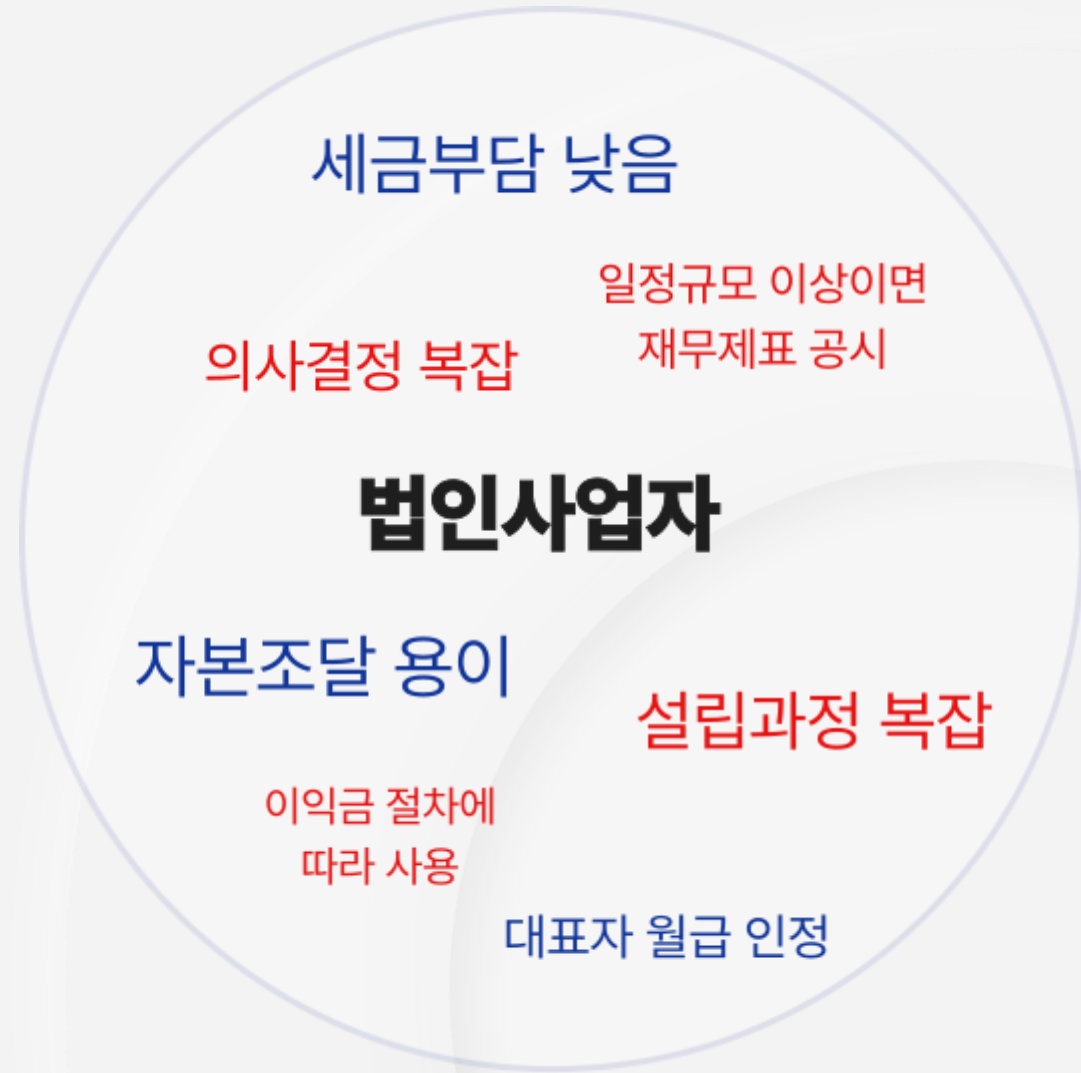 세금부담 낮음
일정규모 이상이면
재무제표 공시
의사결정 복잡
법인사업자
자본조달 용이
설립과정 복잡
이익금 절차에
따라 사용
대표자 월급 인정